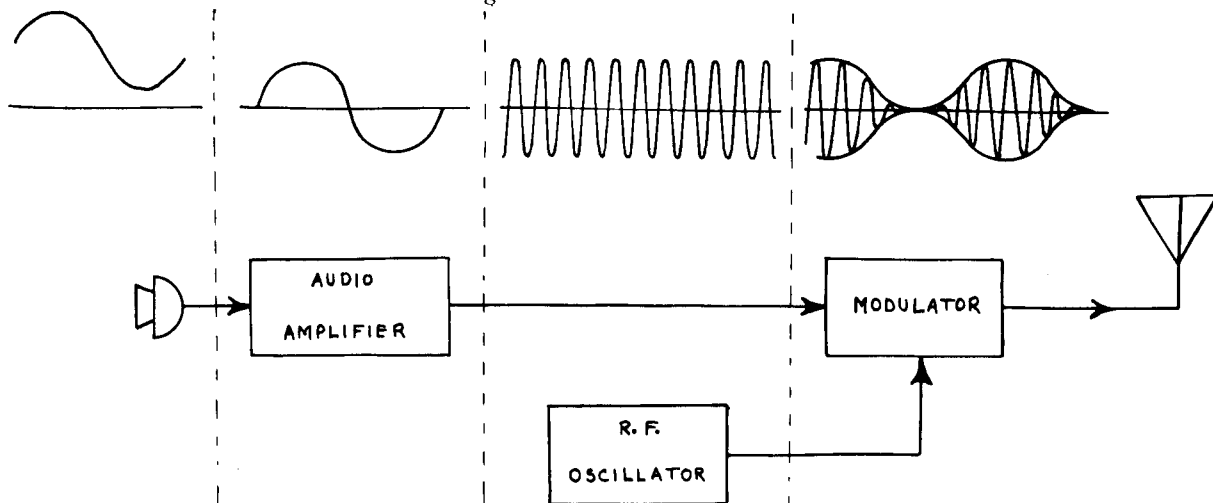 g
AUDIO
AMPLIFIER
MODULATOR
R. F.
OSCILLATOR